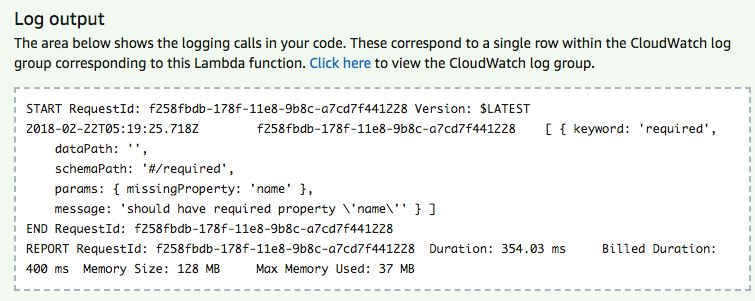 Log output
The area below shows the logging calls in your code. These correspond to a single row within the CloudWatch log
group corresponding to this Lambda function. Click here to view the CloudWatch log group.
START RequestId: f258fbdb-178f-11e8-9b8c-a7cd7f441228 Version: $LATEST
2018-02-22T05:19:25.718Z f258fbdb-178f-11e8-9b8c-a7cd7f441228 [ { keyword: 'required',
dataPath: '',
schemaPath: '#/required',
params: { missingProperty: 'name' },
message: 'should have required property \'name\'' } ]
END RequestId: f258fbdb-178f-11e8-9b8c-a7cd7f441228
REPORT RequestId: f258fbdb-178f-11e8-9b8c-a7cd7f441228 Duration: 354.03 ms Billed Duration:
400 ms Memory Size: 128 MB Max Memory Used: 37 MB